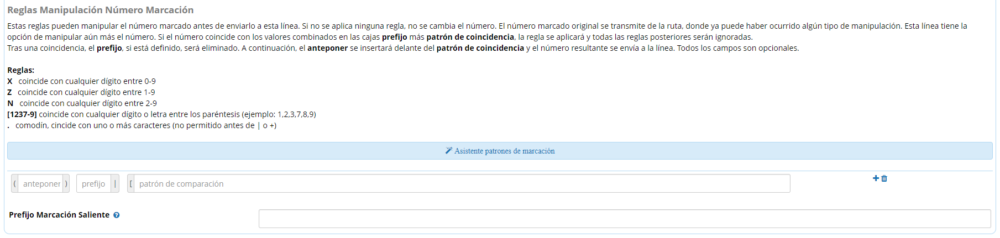 Reglas Manipulación Número Marcación
Estas reglas pueden manipular el número marcado antes de enviarlo a esta línea. Si no se aplica ninguna regla, no se cambia el número. El número marcado original se transmite de la ruta, donde ya puede haber ocurrido algún tipo de manipulación. Esta línea tiene la
opción de manipular aún más el número. Si el número coincide con los valores combinados en las cajas prefijo más patrón de coincidencia, la regla se aplicará y todas las reglas posteriores serán ignoradas.
Tras una coincidencia, el prefijo, si está definido, será eliminado. A continuación, el anteponer se insertará delante del patrón de coincidencia y el número resultante se envía a la línea. Todos los campos son opcionales.
Reglas:
X coincide con cualquier dígito entre 0-9
Z coincide con cualquier dígito entre 1-9
N coincide con cualquier dígito entre 2-9
[1237-9] coincide con cualquier dígito o letra entre los paréntesis (ejemplo: 1,2,3,7,8,9)
. comodín, cincide con uno o más caracteres (no permitido antes de | o +)
Asistente patrones de marcación
( anteponer ) prefijo | [ patrón de comparación
Prefijo Marcación Saliente ?